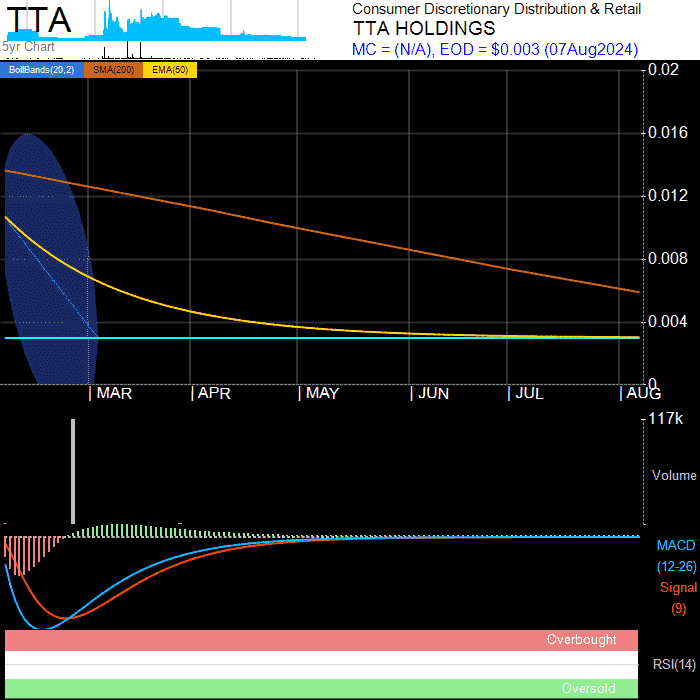 TTA
5yr Chart
Consumer Discretionary Distribution & Retail
TTA HOLDINGS
MC = (N/A), EOD = $0.003 (07Aug2024)
BollBands(20,2) SMA(200) EMA(50)
0.02
0.016
0.012
0.008
0.004
0
MAR APR MAY JUN JUL AUG
117k
Volume
MACD
(12-26)
Signal
(9)
Overbought
RSI(14)
Oversold